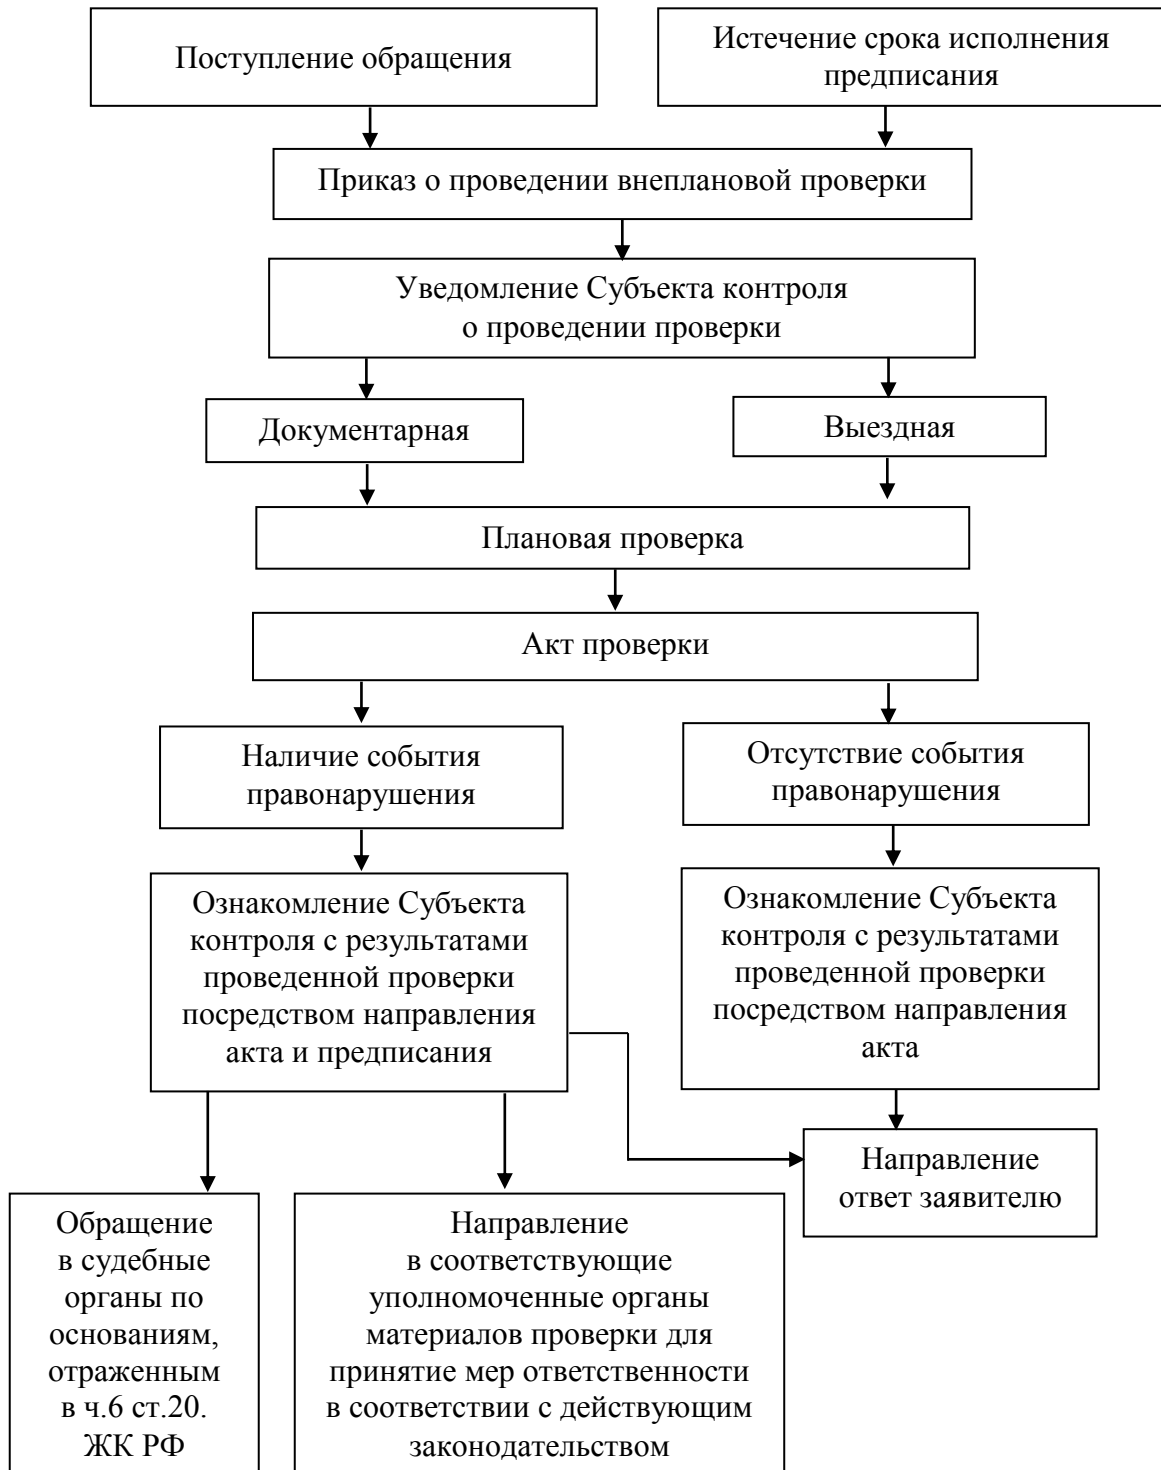 Поступление обращения
Истечение срока исполнения
предписания
Приказ о проведении внеплановой проверки
Уведомление Субъекта контроля
о проведении проверки
Документарная
Выездная
Плановая проверка
Акт проверки
Наличие события
правонарушения
Отсутствие события
правонарушения
Ознакомление Субъекта
контроля с результатами
проведенной проверки
посредством направления
акта и предписания
Ознакомление Субъекта
контроля с результатами
проведенной проверки
посредством направления
акта
Направление
ответ заявителю
Обращение
в судебные
органы по
основаниям,
отраженным
в ч.6 ст.20.
ЖК РФ
Направление
в соответствующие
уполномоченные органы
материалов проверки для
принятие мер ответственности
в соответствии с действующим
законодательством